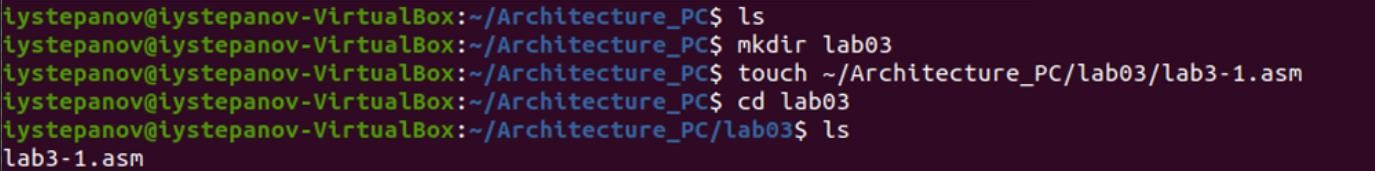 iystepanov@iystepanov-VirtualBox:~/Architecture_PC$ ls
iystepanov@iystepanov-VirtualBox:~/Architecture_PC$ mkdir lab03
iystepanov@iystepanov-VirtualBox:~/Architecture_PC$ touch ~/Architecture_PC/lab03/lab3-1.asm
iystepanov@iystepanov-VirtualBox:~/Architecture_PC$ cd lab03
iystepanov@iystepanov-VirtualBox:~/Architecture_PC/lab03$ ls
lab3-1.asm